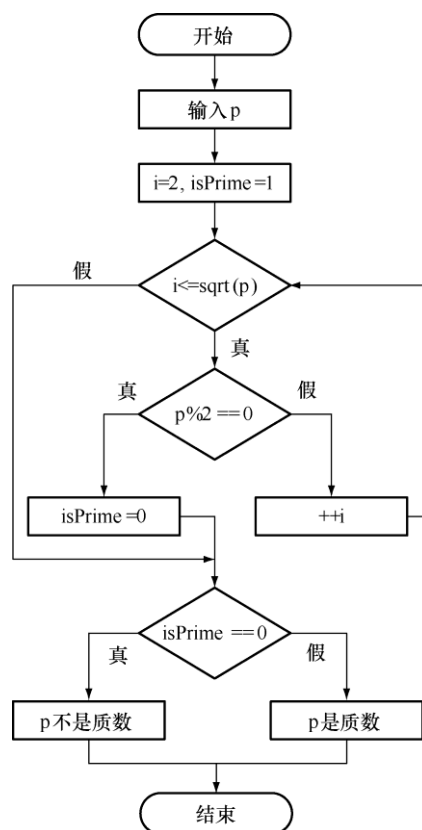 开始
输入p
i=2, isPrime=1
假
i<=sqrt(p)
真
真
假
p%2 ==0
isPrime=0
++i
isPrime ==0
真
假
p不是质数
p是质数
结束